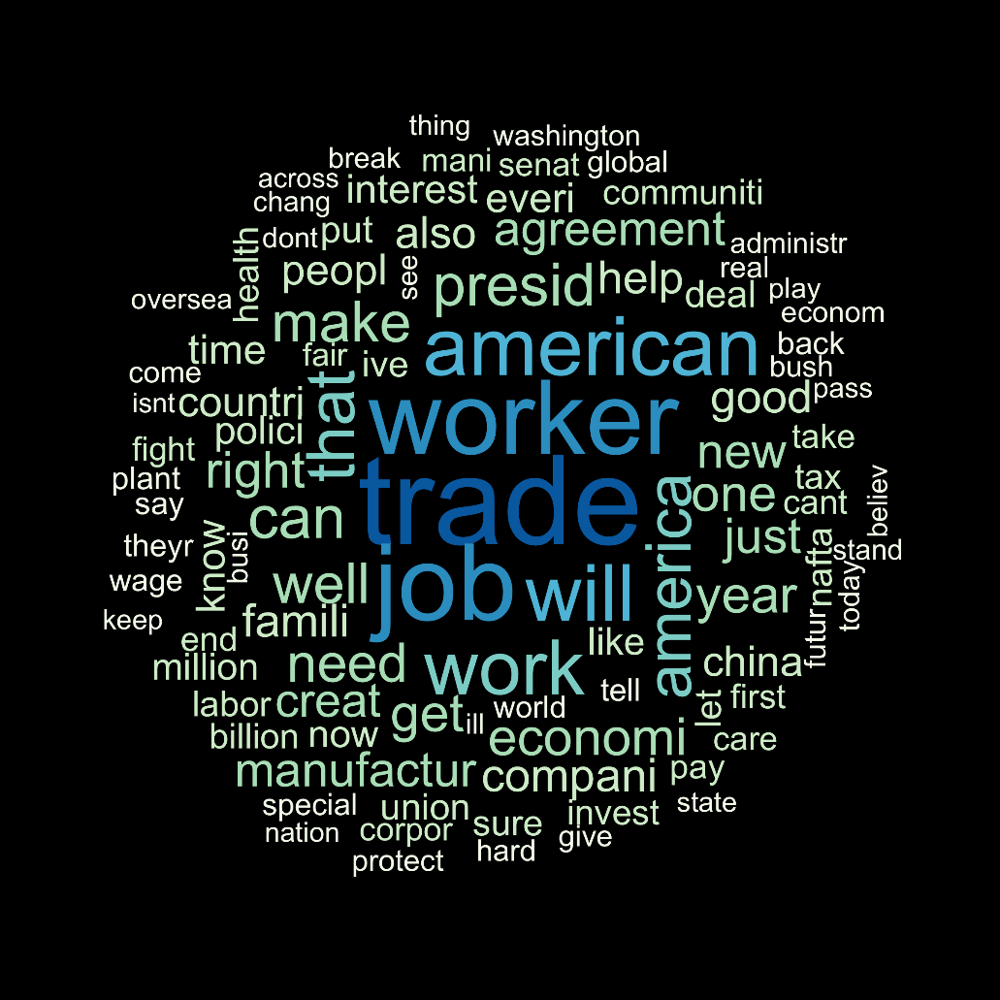 thing
washington
break
mani
senat
global
across
interest
everi
communiti
chang
dont
put
also
agreement
administr
health
peopl
see
presid
help
deal
real
play
oversea
make
american
econom
time
fair
ive
back
come
that
worker
bush
isnt
countri
good
pass
polici
fight
right
new
take
plant
trade
america
one
tax
say
can
cant
believ
theyr
busi
know
just
stand
wage
well
job
will
year
nafta
today
keep
famili
futur
end
like
million
need
work
china
labor
creat
get
ill
world
tell
let
first
billion
now
economi
care
manufactur
compani
pay
special
union
invest
state
nation
corpor
sure
give
protect
hard